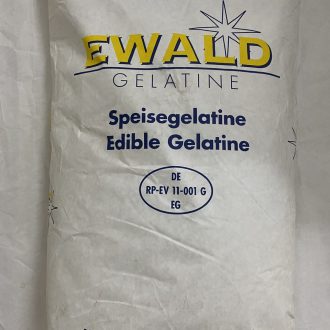 EWALD
GELATINE
Speisegelatine
Edible Gelatine
DE
RP-EV 11-001 G
EG